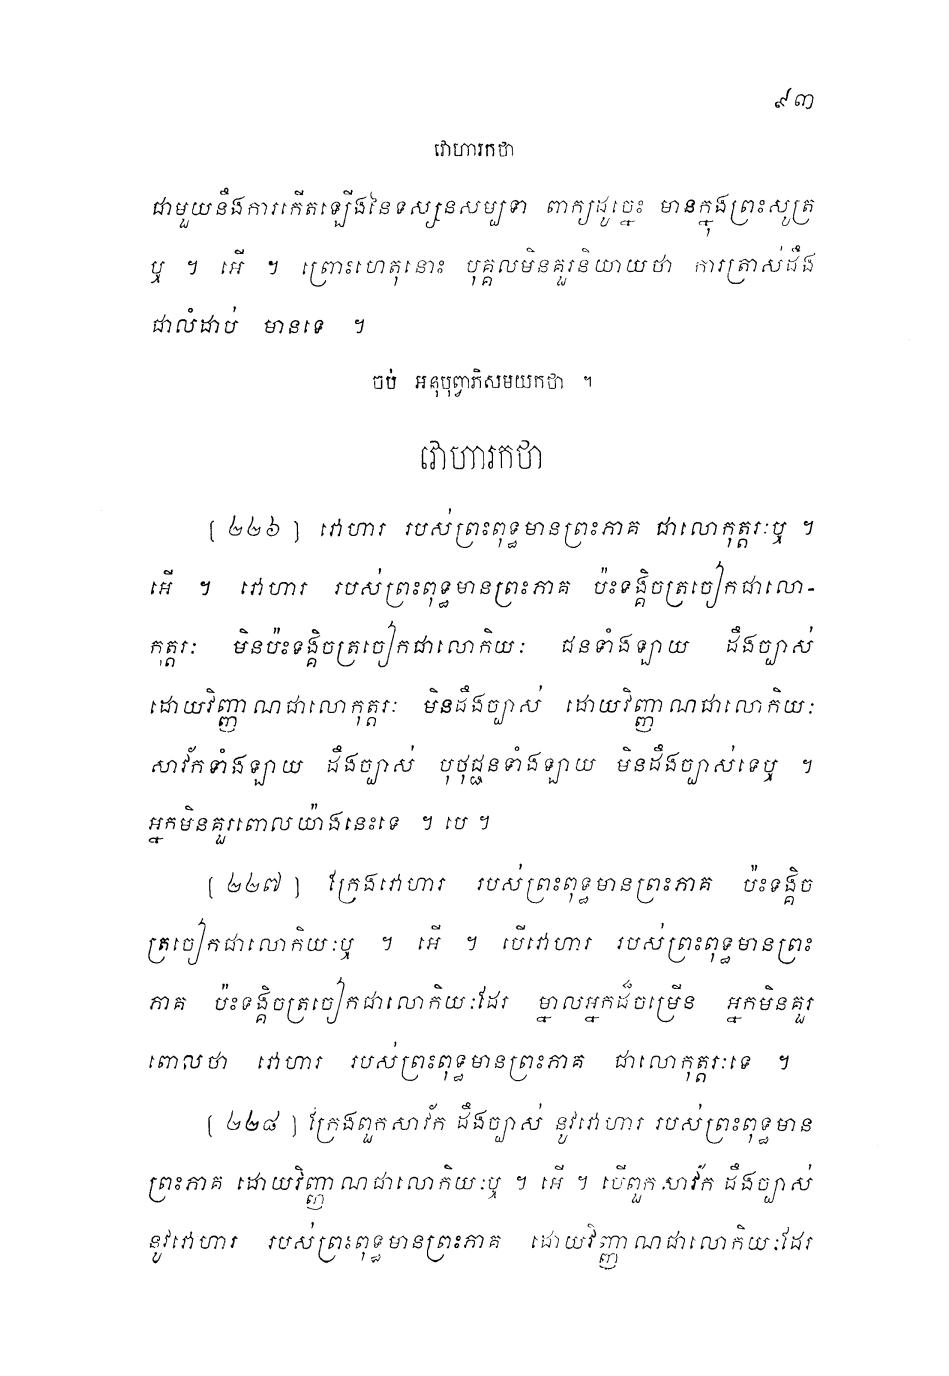 ៩៣
វោហារកថា
ជាមួយនឹងការកើតឡើងនៃទស្សនសម្បទា ពាក្យដូច្នេះ មានក្នុងព្រះសូត្រ
ឬ ។ អើ ។ ព្រោះហេតុនោះ បុគ្គលមិនគួរនិយាយថា ការត្រាស់ដឹង
ជាលំដាប់ មានទេ ។
ចប់ អនុបុព្វាភិសមយកថា ។
វោហារកថា
[ ២២៦ ] វោហារ របស់ព្រះពុទ្ធមានព្រះភាគ ជាលោកុត្តរៈឬ ។
អើ ។ វោហារ របស់ព្រះពុទ្ធមានព្រះភាគ ប៉ះទង្គិចត្រចៀកជាលោ-
កុត្តរៈ មិនប៉ះទង្គិចត្រចៀកជាលោកិយៈ ជនទាំងឡាយ ដឹងច្បាស់
ដោយវិញ្ញាណជាលោកុត្តរៈ មិនដឹងច្បាស់ ដោយវិញ្ញាណជាលោកិយៈ
សាវ័កទាំងឡាយ ដឹងច្បាស់ បុថុជ្ជនទាំងឡាយ មិនដឹងច្បាស់ទេឬ ។
អ្នកមិនគួរពោលយ៉ាងនេះទេ ។ បេ ។
[ ២២៧ ] ក្រែងវោហារ របស់ព្រះពុទ្ធមានព្រះភាគ ប៉ះទង្គិច
ត្រចៀកជាលោកិយៈឬ ។ អើ ។ បើវោហារ របស់ព្រះពុទ្ធមានព្រះ
ភាគ ប៉ះទង្គិចត្រចៀកជាលោកិយៈដែរ ម្នាលអ្នកដ៏ចម្រើន អ្នកមិនគួរ
ពោលថា វោហារ របស់ព្រះពុទ្ធមានព្រះភាគ ជាលោកុត្តរៈទេ ។
[ ២២៨ ] ក្រែងពួកសាវ័ក ដឹងច្បាស់ នូវវោហារ របស់ព្រះពុទ្ធមាន
ព្រះភាគ ដោយវិញ្ញាណជាលោកិយៈឬ ។ អើ ។ បើពួកសាវ័ក ដឹងច្បាស់
នូវវោហារ របស់ព្រះពុទ្ធមានព្រះភាគ ដោយវិញ្ញាណជាលោកិយៈដែរ